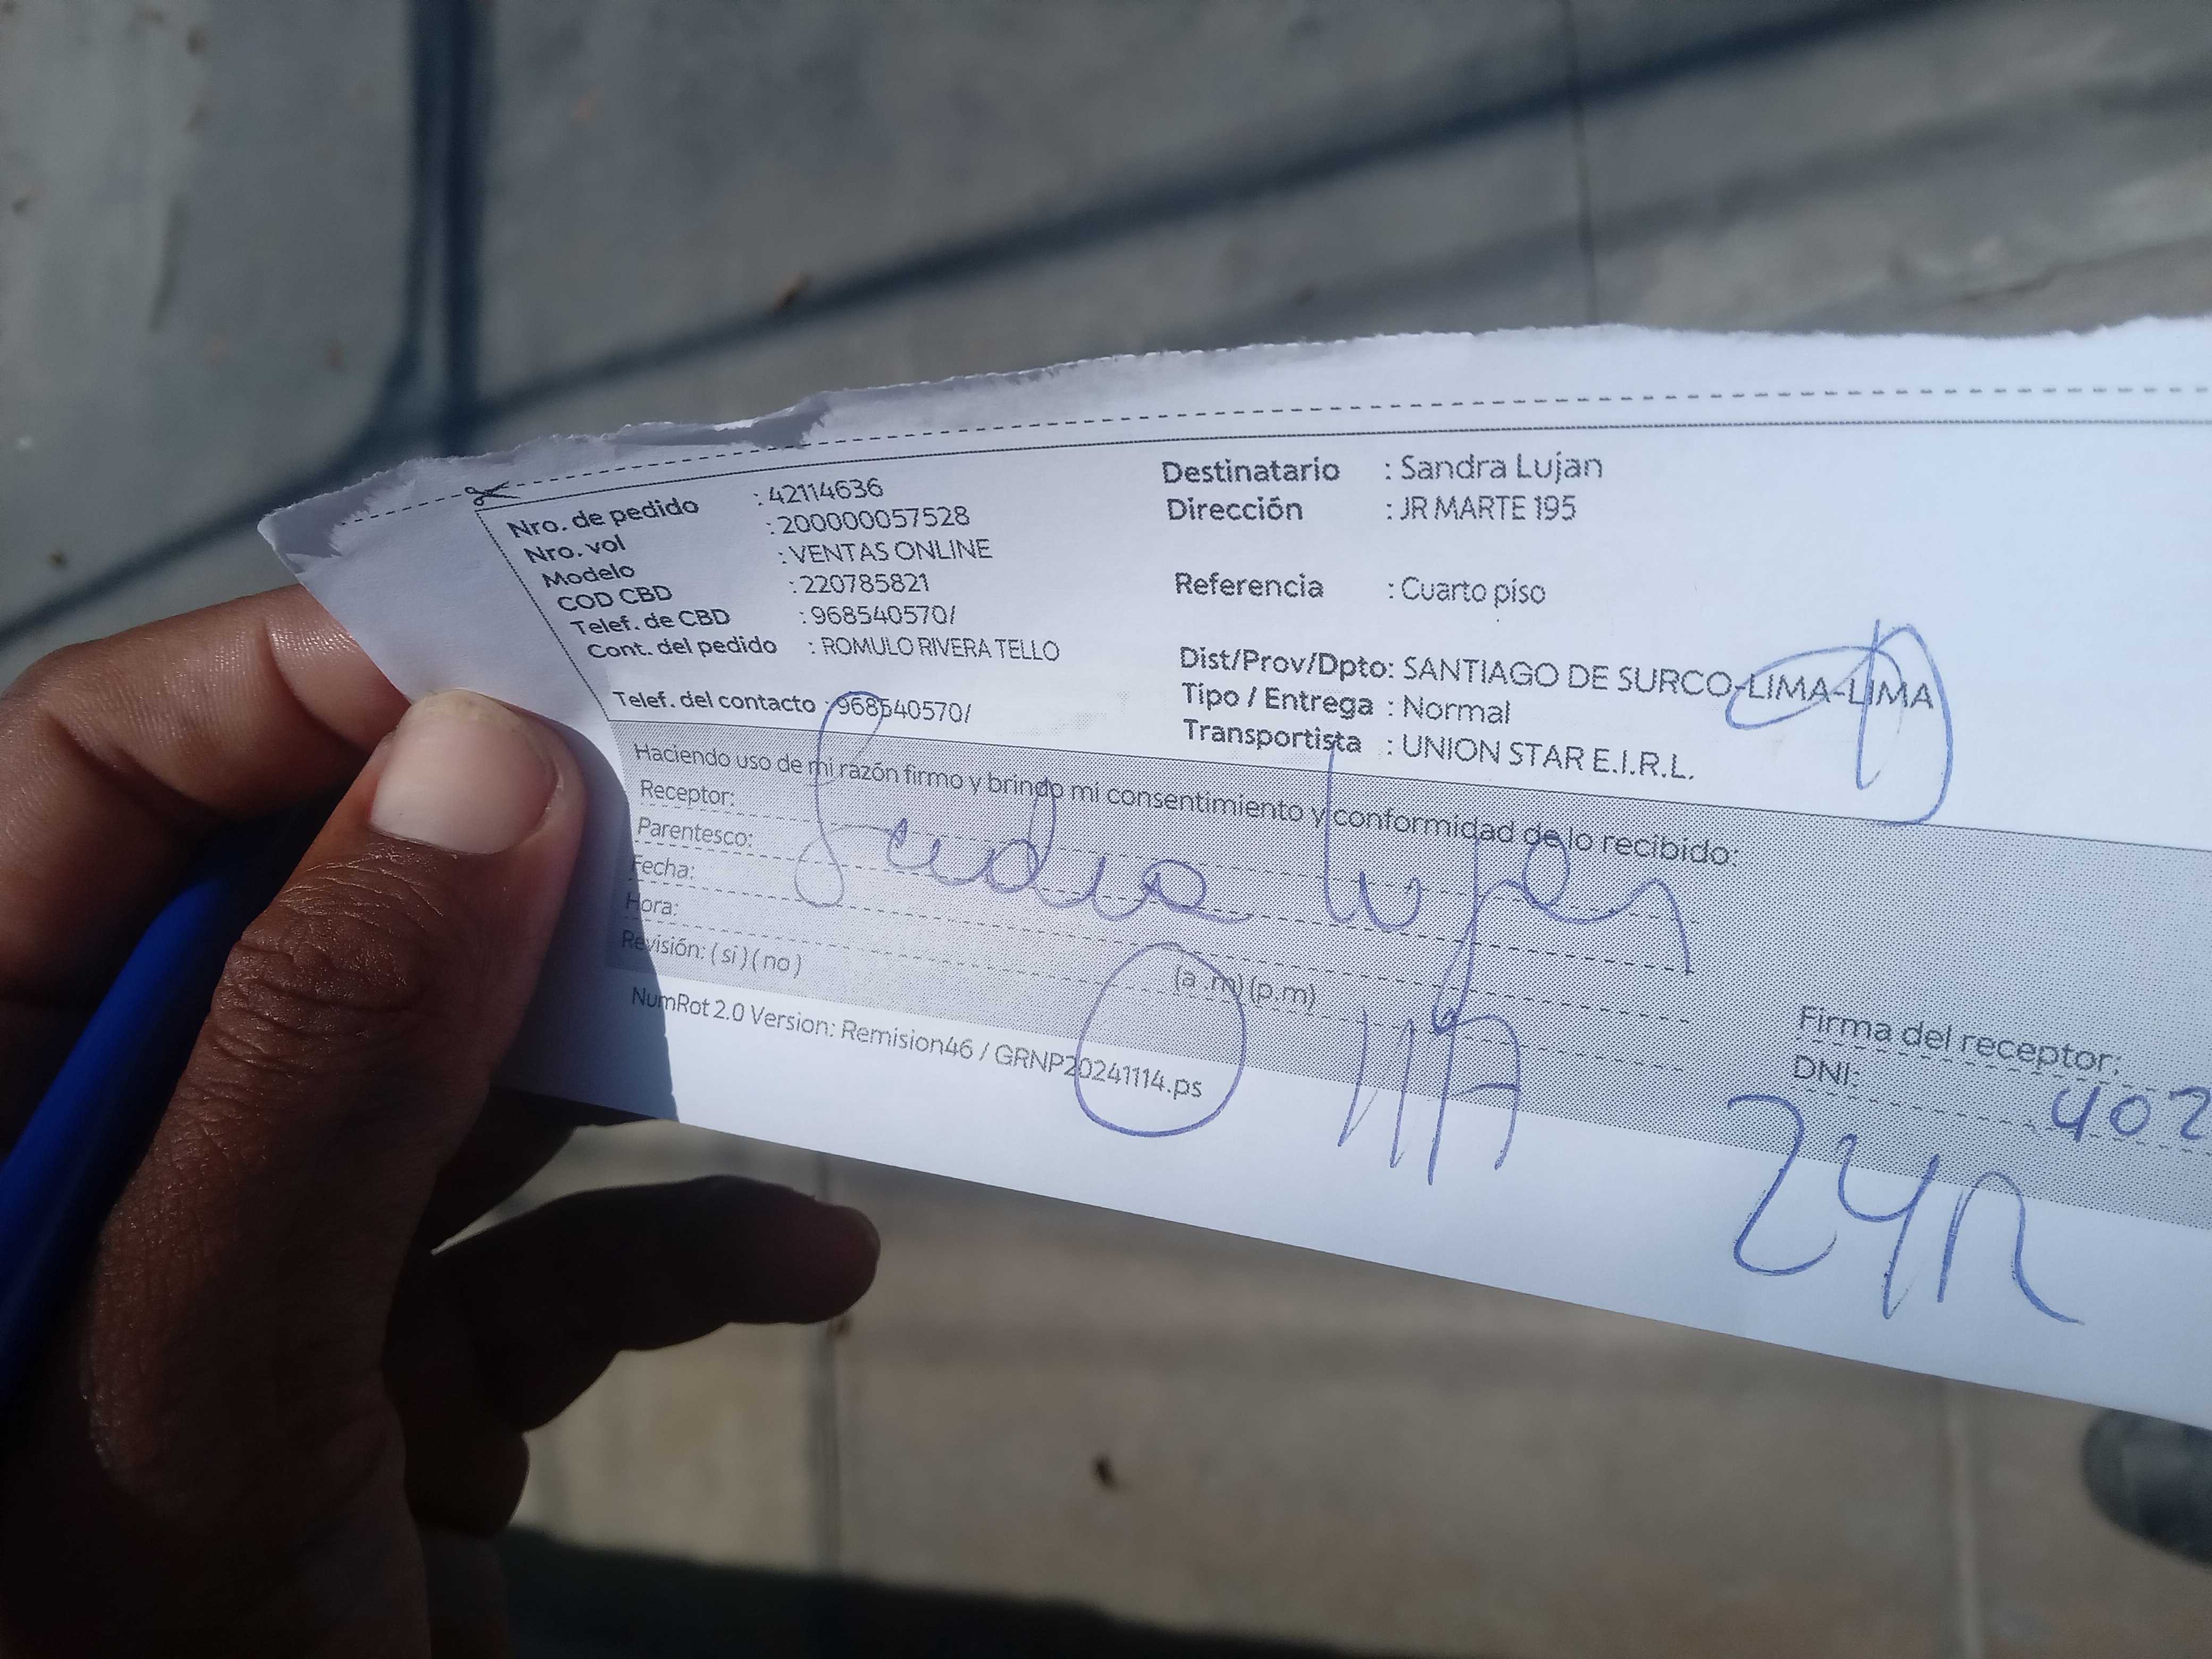 Nro. de pedido : 42114636
Nro. vol : 200000057528
Modelo : VENTAS ONLINE
COD CBD : 220785821
Telef. de CBD : 968540570/
Cont. del pedido : ROMULO RIVERA TELLO
Telef. del contacto : 968540570/
Destinatario : Sandra Lujan
Dirección : JR MARTE 195
Referencia : Cuarto piso
Dist/Prov/Dpto: SANTIAGO DE SURCO-LIMA-LIMA
Tipo / Entrega : Normal
Transportista : UNION STAR E.I.R.L.
Haciendo uso de mi razón firmo y brindo mi consentimiento y conformidad de lo recibido:
Receptor: Sandra Lujan
Parentesco:
Fecha:
Hora: (a .m) (p.m)
Revisión: ( si ) ( no )
Firma del receptor:
DNI: 402
NumRot 2.0 Version: Remision46 / GRNP20241114.ps